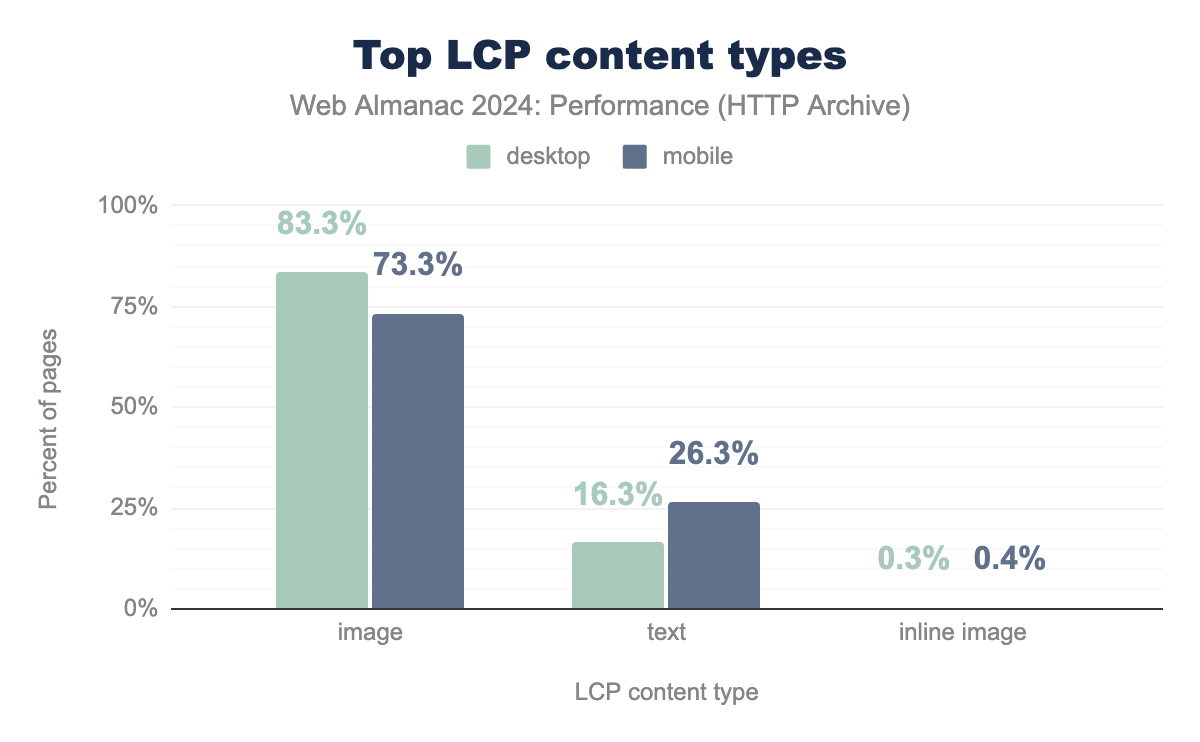 Top LCP content types
Web Almanac 2024: Performance (HTTP Archive)
desktop mobile
100%
75%
50%
25%
0%
Percent of pages
83.3%
73.3%
16.3%
26.3%
0.3%
0.4%
image text inline image
LCP content type